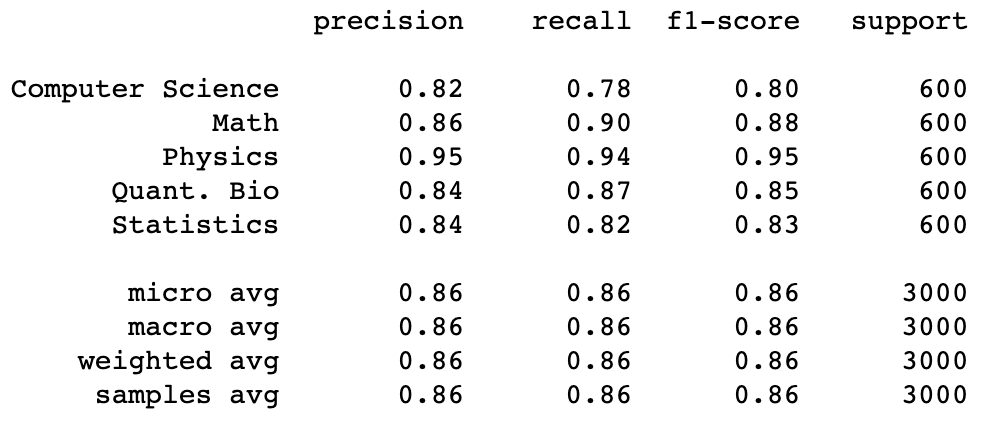 precision recall f1-score support
Computer Science 0.82 0.78 0.80 600
Math 0.86 0.90 0.88 600
Physics 0.95 0.94 0.95 600
Quant. Bio 0.84 0.87 0.85 600
Statistics 0.84 0.82 0.83 600
micro avg 0.86 0.86 0.86 3000
macro avg 0.86 0.86 0.86 3000
weighted avg 0.86 0.86 0.86 3000
samples avg 0.86 0.86 0.86 3000